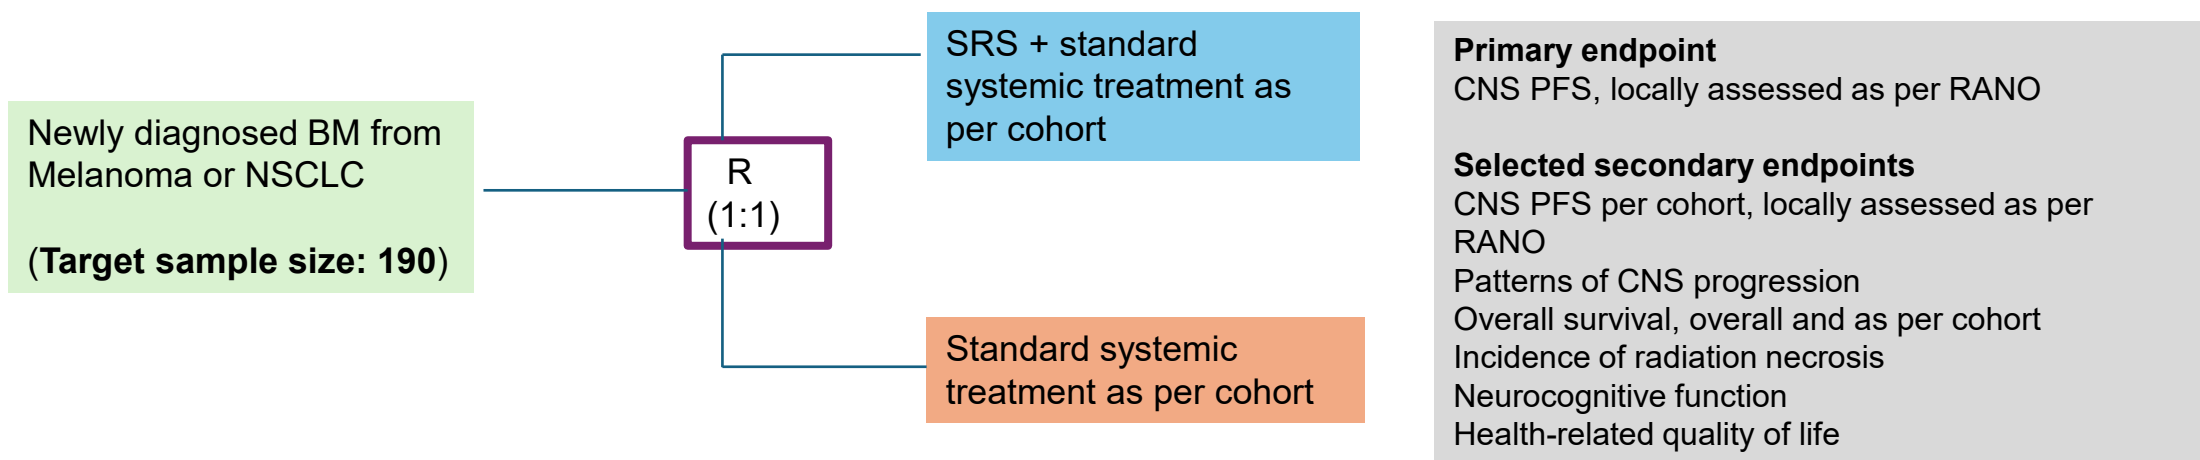 Newly diagnosed BM from
Melanoma or NSCLC
(Target sample size: 190)
R
(1:1)
SRS + standard
systemic treatment as
per cohort
Standard systemic
treatment as per cohort
Primary endpoint
CNS PFS, locally assessed as per RANO
Selected secondary endpoints
CNS PFS per cohort, locally assessed as per
RANO
Patterns of CNS progression
Overall survival, overall and as per cohort
Incidence of radiation necrosis
Neurocognitive function
Health-related quality of life